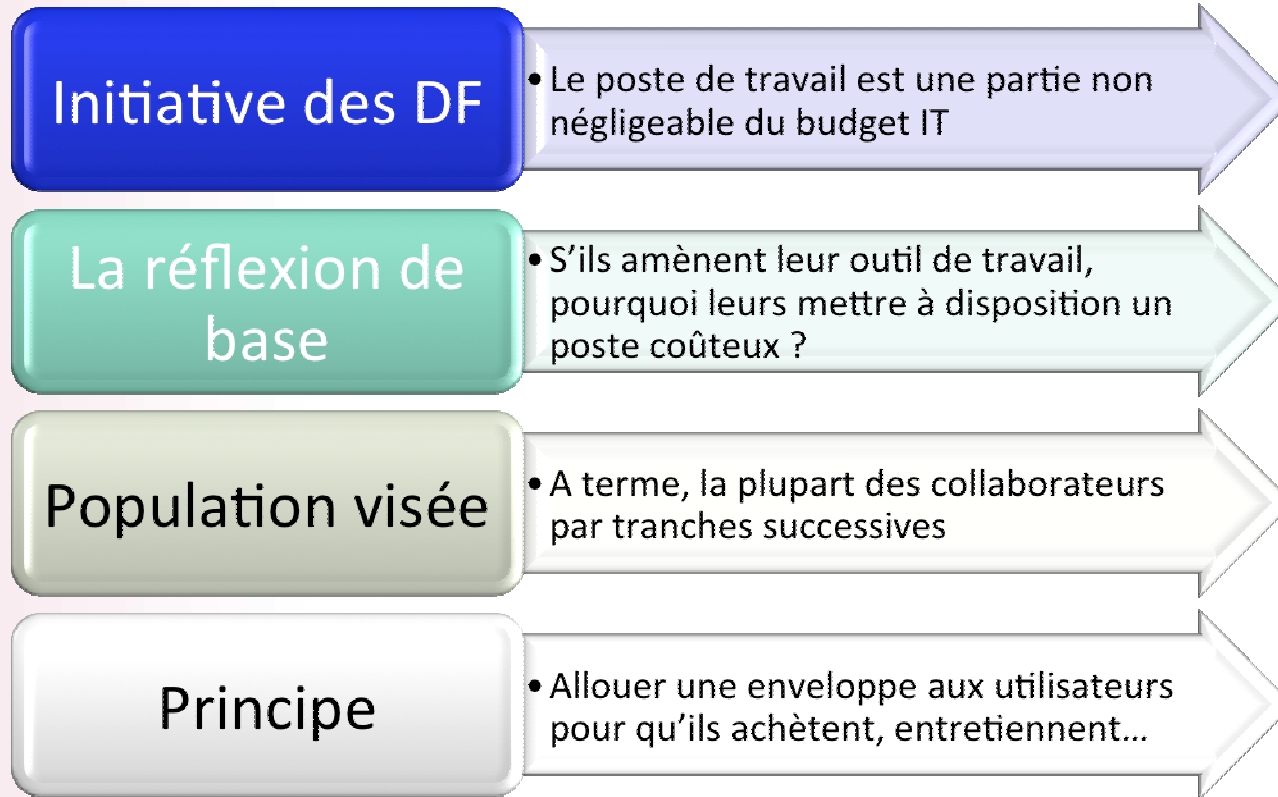 Initiative des DF
• Le poste de travail est une partie non
négligeable du budget IT
La réflexion de
base
• S’ils amènent leur outil de travail,
pourquoi leurs mettre à disposition un
poste coûteux ?
Population visée
• A terme, la plupart des collaborateurs
par tranches successives
Principe
• Allouer une enveloppe aux utilisateurs
pour qu’ils achètent, entretiennent…